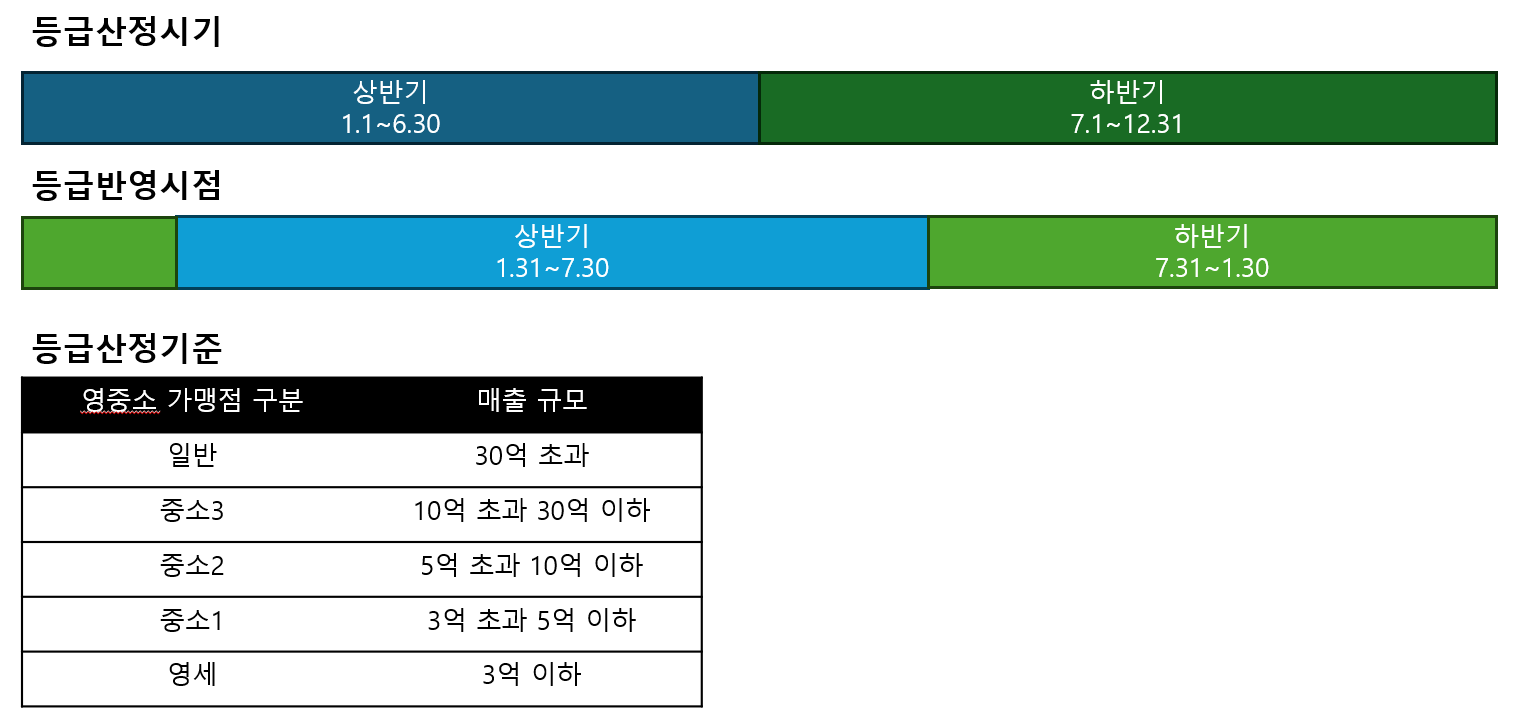 등급산정시기
상반기
1.1~6.30
하반기
7.1~12.31
등급반영시점
상반기
1.31~7.30
하반기
7.31~1.30
등급산정기준
영중소 가맹점 구분 매출 규모
일반 30억 초과
중소3 10억 초과 30억 이하
중소2 5억 초과 10억 이하
중소1 3억 초과 5억 이하
영세 3억 이하